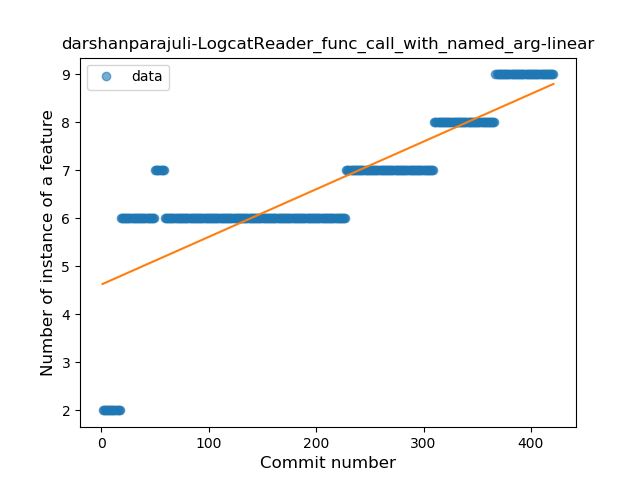 darshanparajuli-LogcatReader_func_call_with_named_arg-linear
data
Number of instance of a feature
9
8
7
6
5
4
3
2
0 100 200 300 400
Commit number